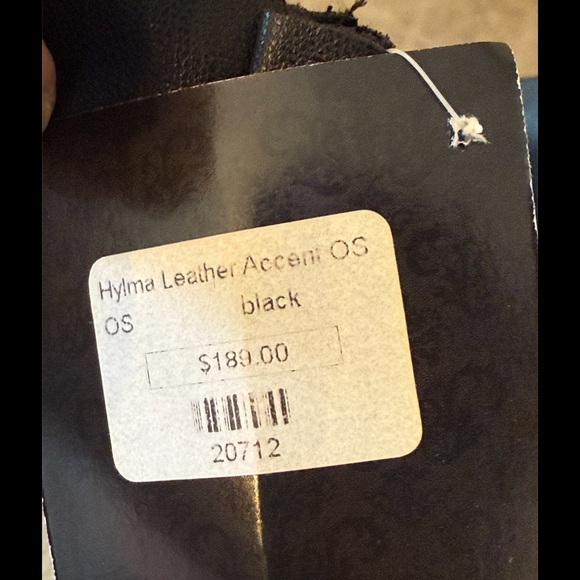 Hylma Leather Accent OS
OS black
$189.00
20712